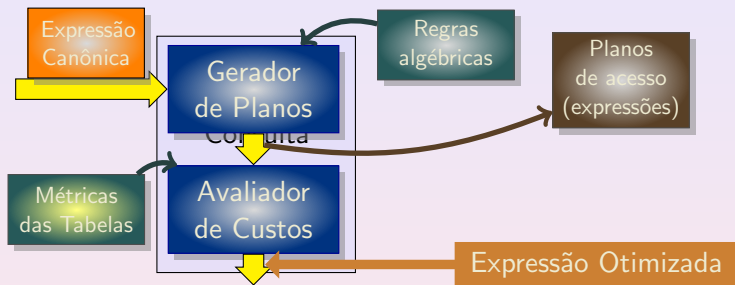 Expressão
Canônica
Regras
algébricas
Planos
de acesso
(expressões)
Gerador
de Planos
Consulta
Métricas
das Tabelas
Avaliador
de Custos
Expressão Otimizada